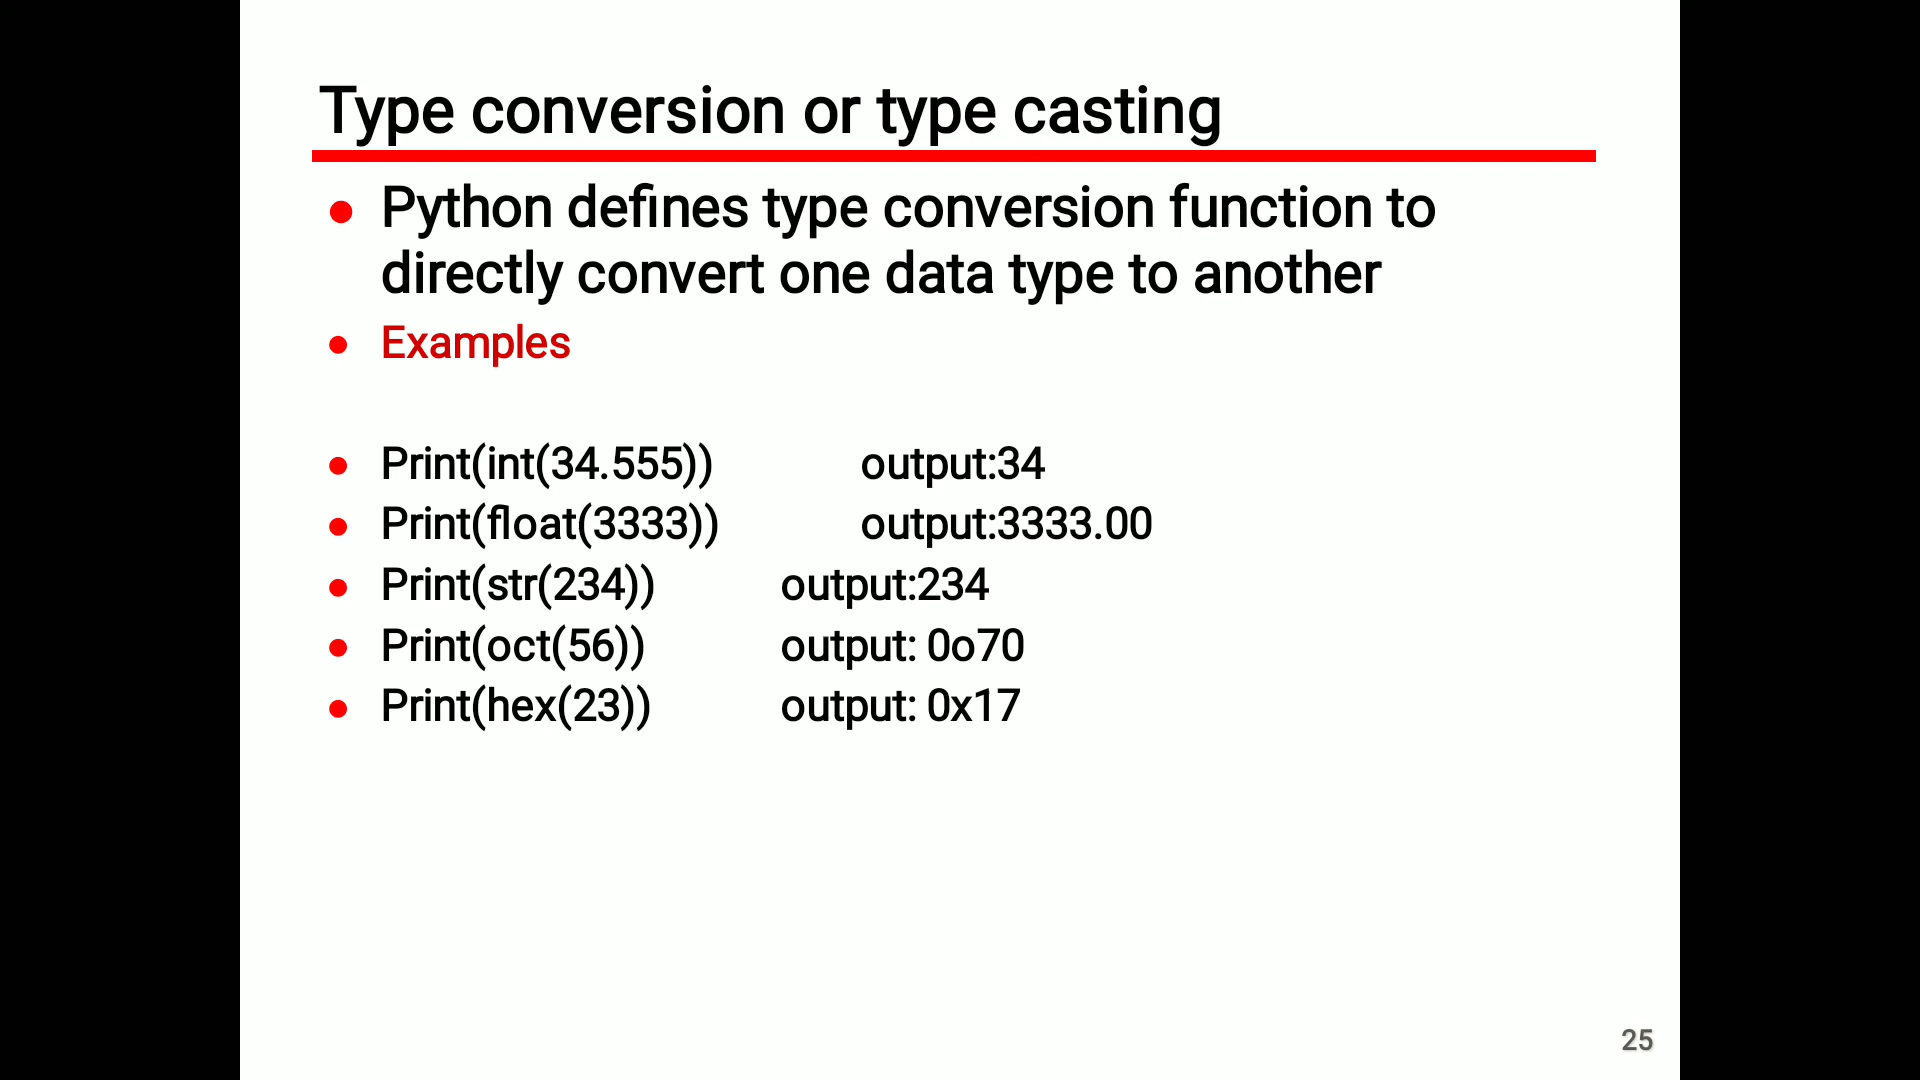 Type conversion or type casting
● Python defines type conversion function to
directly convert one data type to another
● Examples
● Print(int(34.555)) output:34
● Print(float(3333)) output:3333.00
● Print(str(234)) output:234
● Print(oct(56)) output: 0o70
● Print(hex(23)) output: 0x17
25